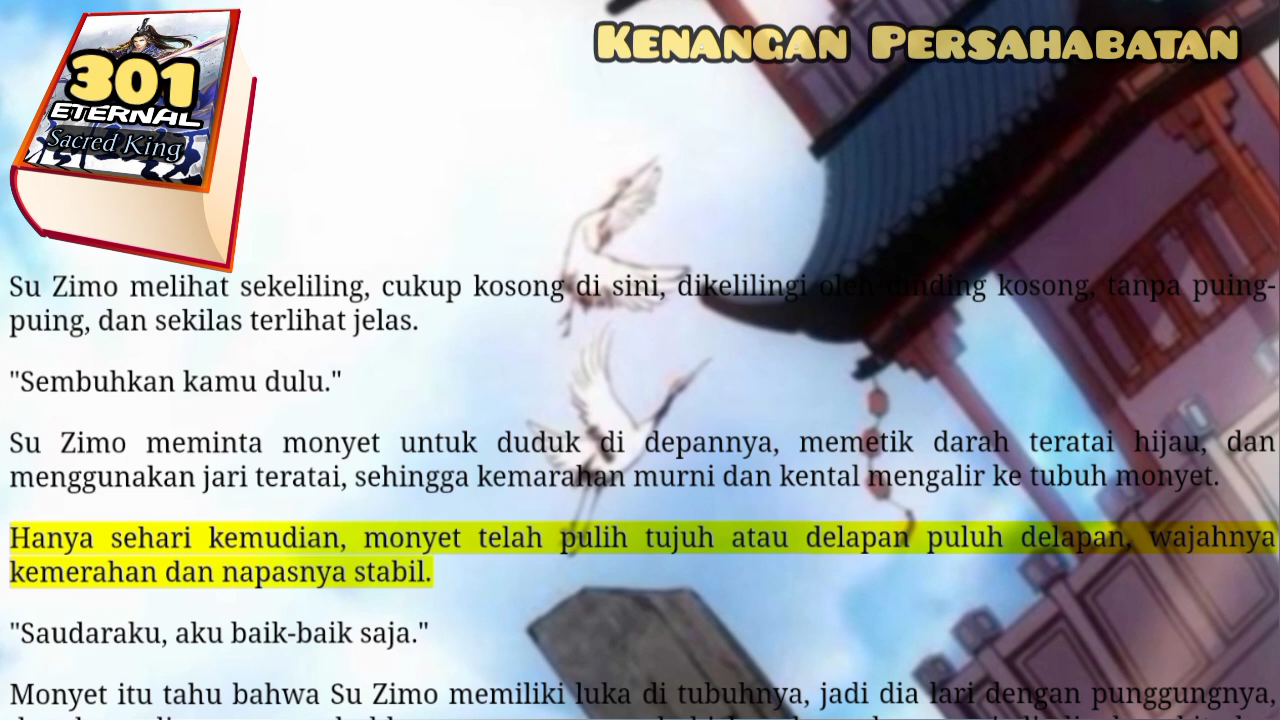 Kenangan Persahabatan
301
ETERNAL
Sacred King
Su Zimo melihat sekeliling, cukup kosong di sini, dikelilingi oleh dinding kosong, tanpa puing-
puing, dan sekilas terlihat jelas.
"Sembuhkan kamu dulu."
Su Zimo meminta monyet untuk duduk di depannya, memetik darah teratai hijau, dan
menggunakan jari teratai, sehingga kemarahan murni dan kental mengalir ke tubuh monyet.
Hanya sehari kemudian, monyet telah pulih tujuh atau delapan puluh delapan, wajahnya
kemerahan dan napasnya stabil.
"Saudaraku, aku baik-baik saja."
Monyet itu tahu bahwa Su Zimo memiliki luka di tubuhnya, jadi dia lari dengan punggungnya,